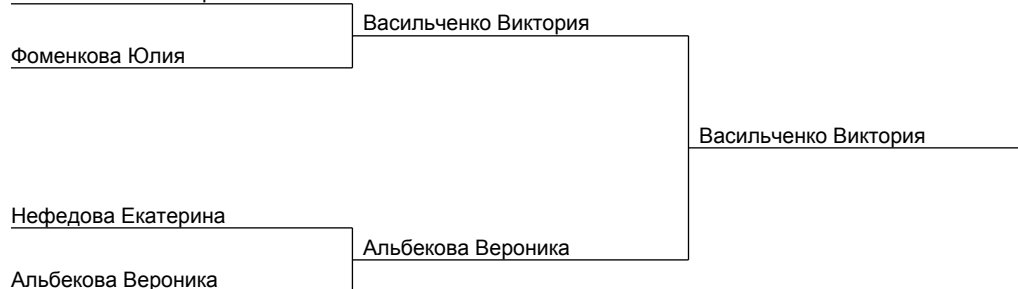 Васильченко Виктория
Фоменкова Юлия
Васильченко Виктория
Нефедова Екатерина
Альбекова Вероника
Альбекова Вероника